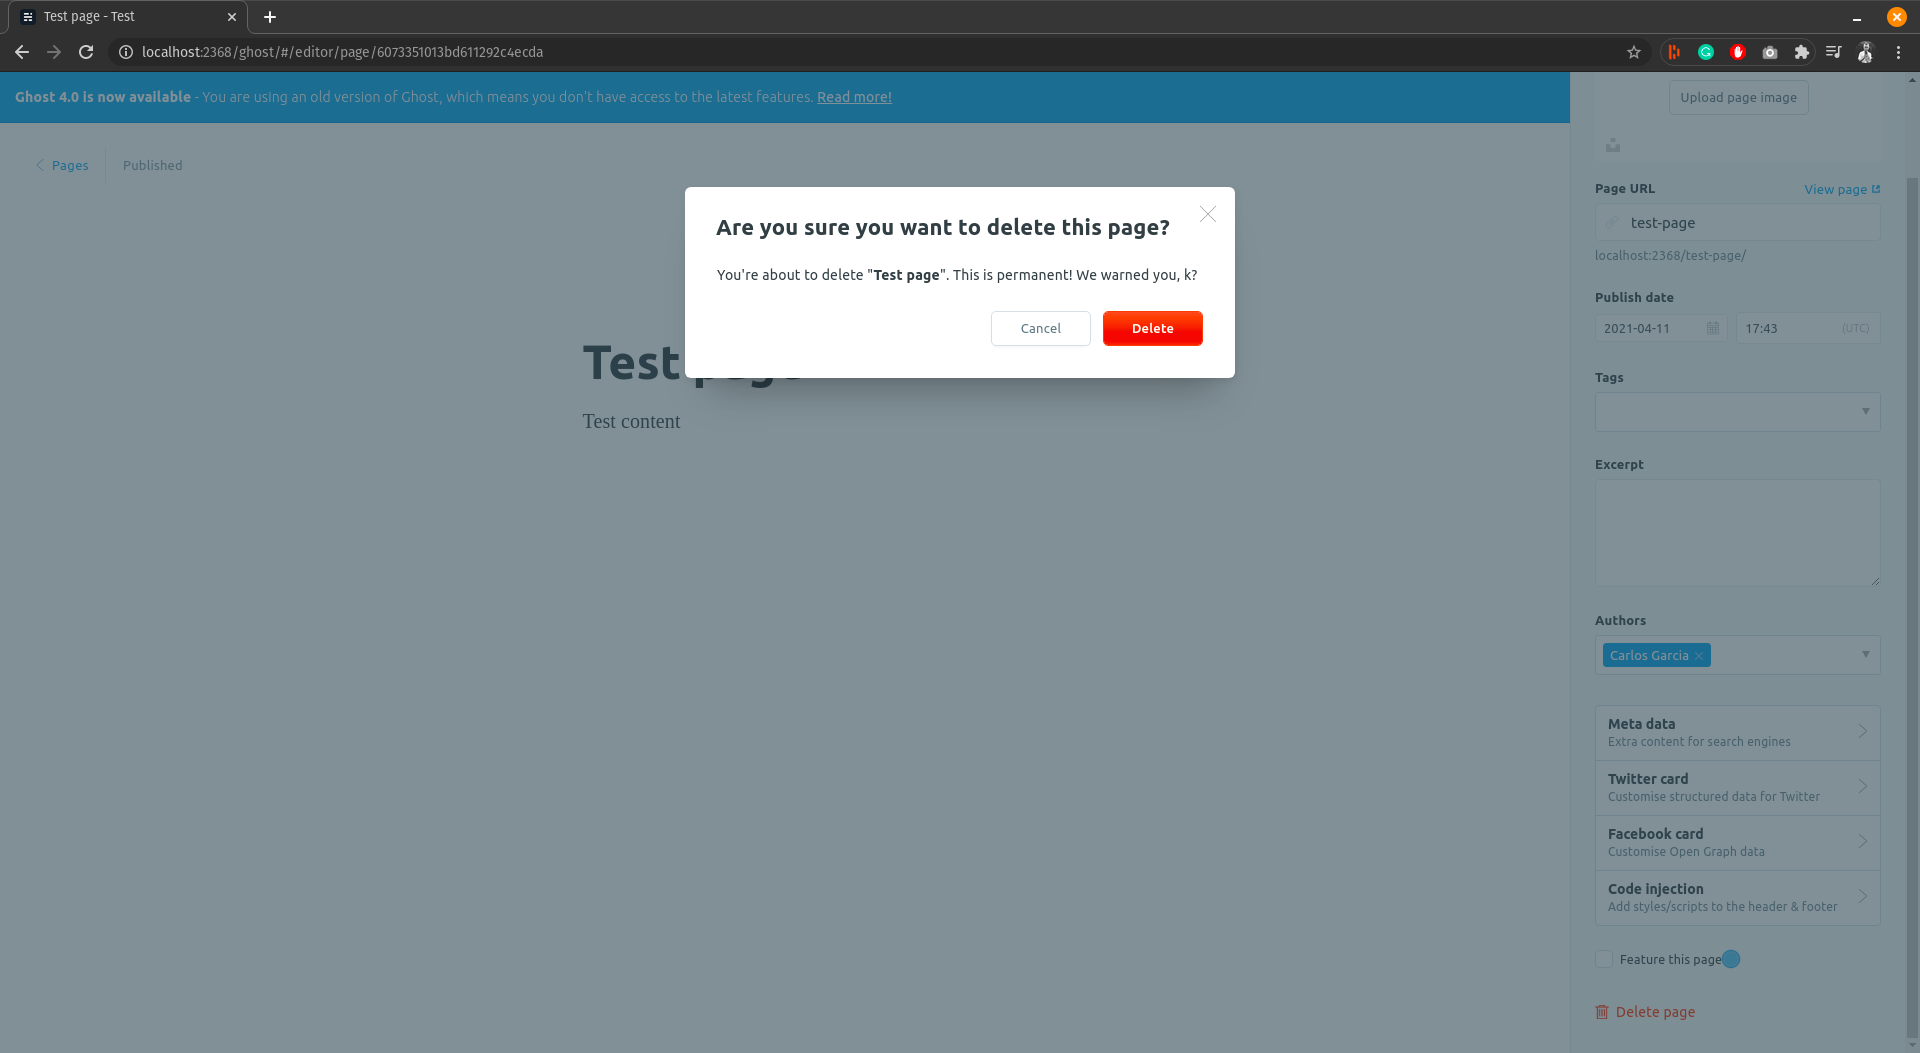 Test page - Test
localhost:2368/ghost/#/editor/page/6073351013bd611292c4ecda
Ghost 4.0 is now available - You are using an old version of Ghost, which means you don't have access to the latest features. Read more!
Pages
Published
Are you sure you want to delete this page?
You're about to delete "Test page". This is permanent! We warned you, k?
Cancel
Delete
Test page
Test content
Upload page image
Page URL
View page
test-page
localhost:2368/test-page/
Publish date
2021-04-11
17:43
(UTC)
Tags
Excerpt
Authors
Carlos Garcia
Meta data
Extra content for search engines
Twitter card
Customise structured data for Twitter
Facebook card
Customise Open Graph data
Code injection
Add styles/scripts to the header & footer
Feature this page
Delete page